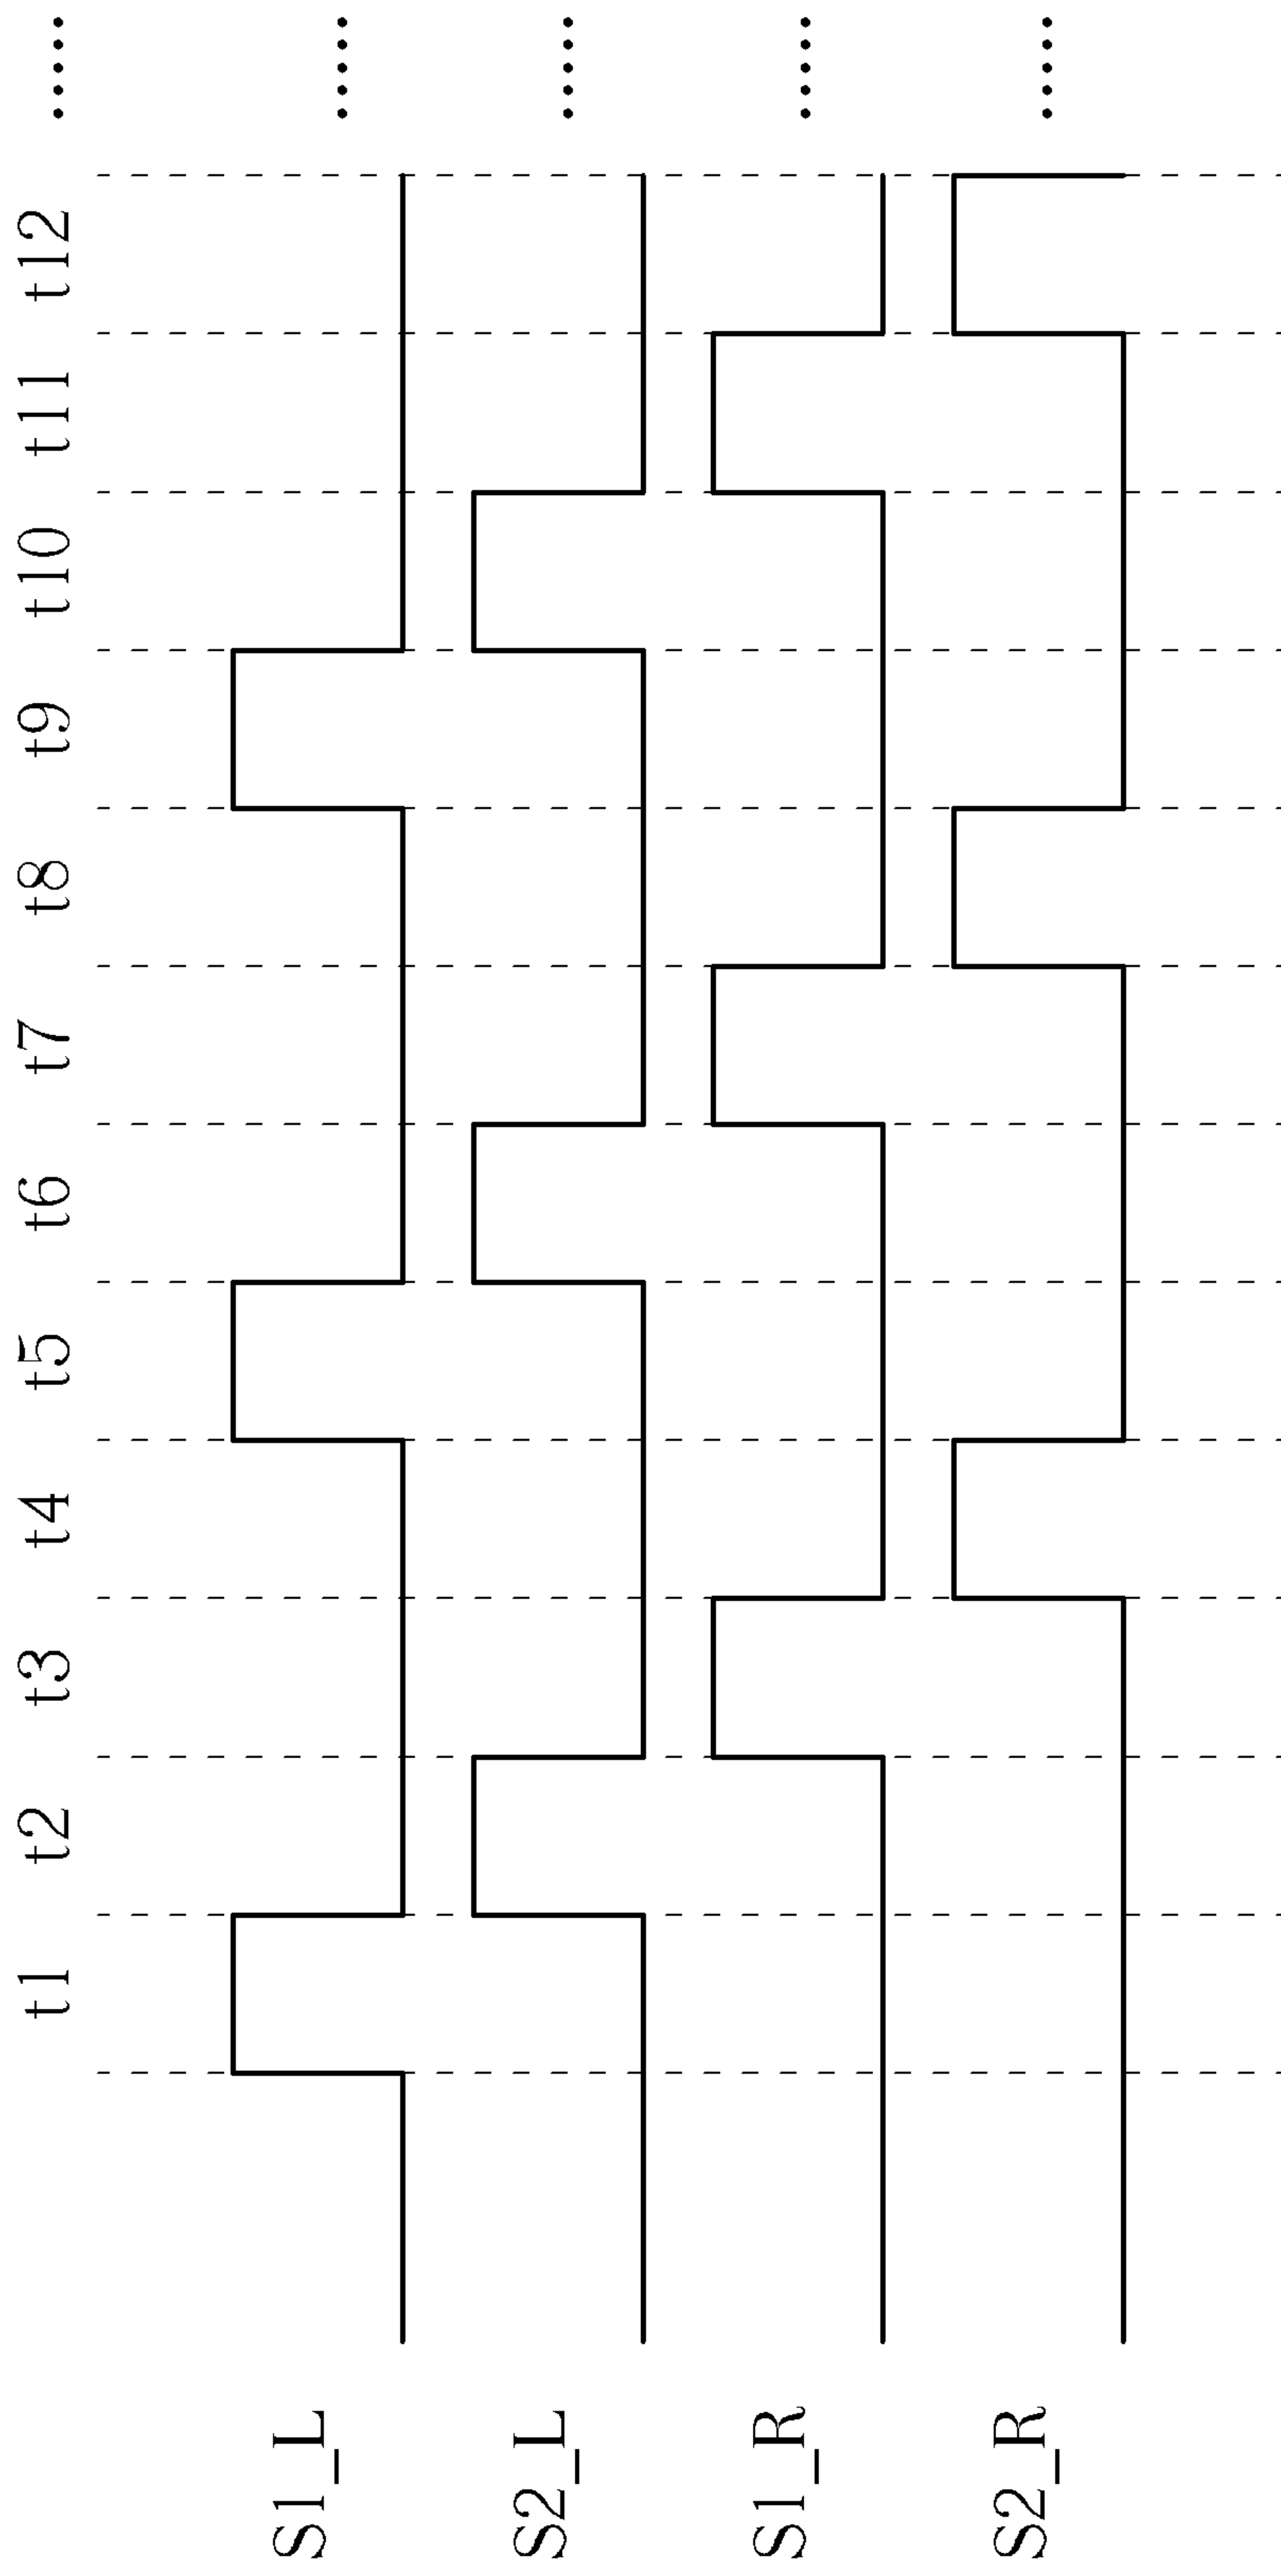 t1 t2 t3 t4 t5 t6 t7 t8 t9 t10 t11 t12 ·····
S1_L ·····
S2_L ·····
S1_R ·····
S2_R ·····